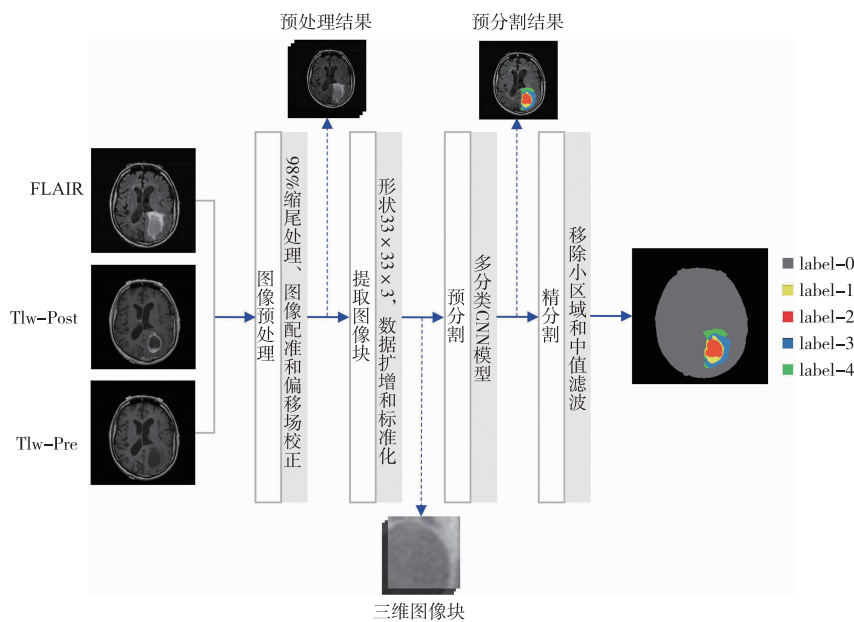 预处理结果
预分割结果
FLAIR
Tlw-Post
Tlw-Pre
图像预处理
98%缩尾处理、图像配准和偏移场校正
提取图像块
形状33×33×3，数据扩增和标准化
预分割
多分类CNN模型
精分割
移除小区域和中值滤波
label-0
label-1
label-2
label-3
label-4
三维图像块